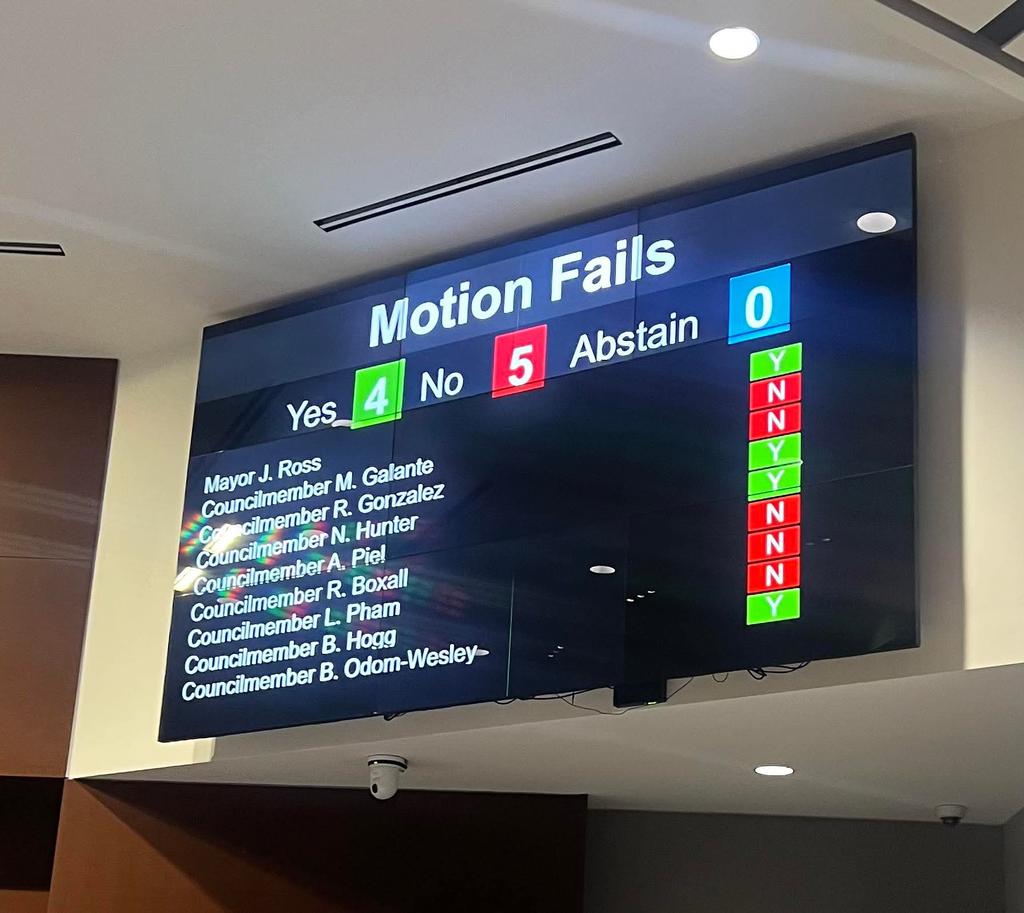 Motion Fails
Yes 4 No 5 Abstain 0
Mayor J. Ross Y
Councilmember M. Galante N
Councilmember R. Gonzalez N
Councilmember N. Hunter Y
Councilmember A. Piel Y
Councilmember R. Boxall N
Councilmember L. Pham N
Councilmember B. Hogg N
Councilmember B. Odom-Wesley Y